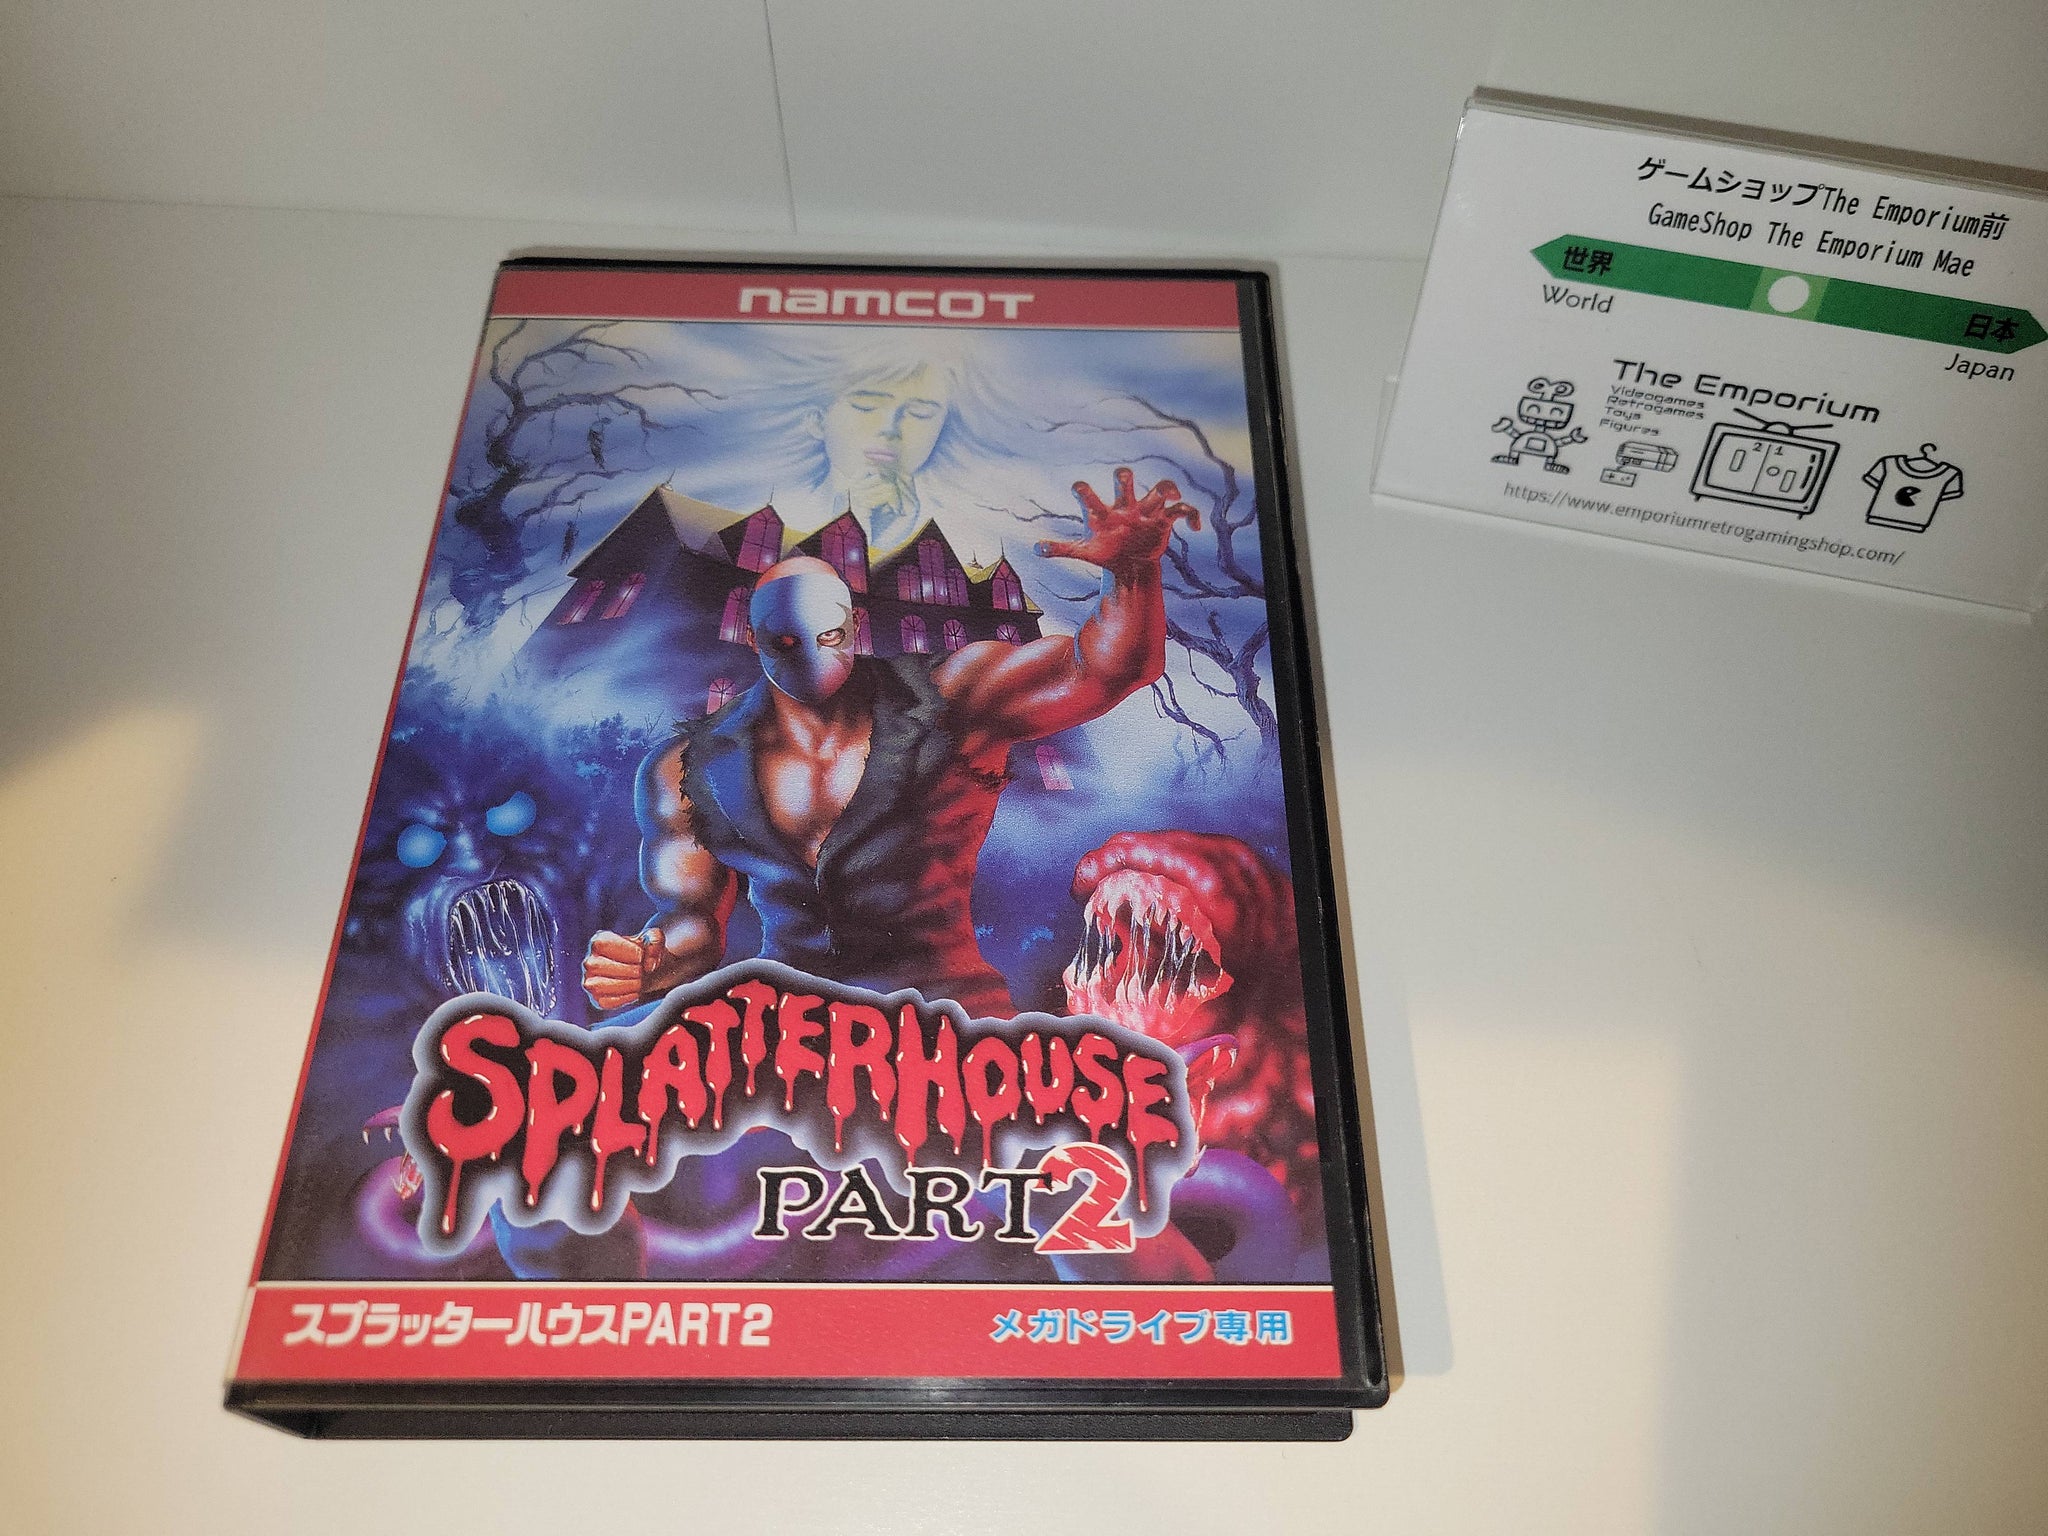 namcot
SPLATTERHOUSE
PART2
スプラッターハウスPART2
メガドライブ専用
ゲームショップThe Emporium前
GameShop The Emporium Mae
世界
World
日本
Japan
The Emporium
Videogames
Retrogames
Toys
Figures
2 1
https://www.emporiumretrogamingshop.com/